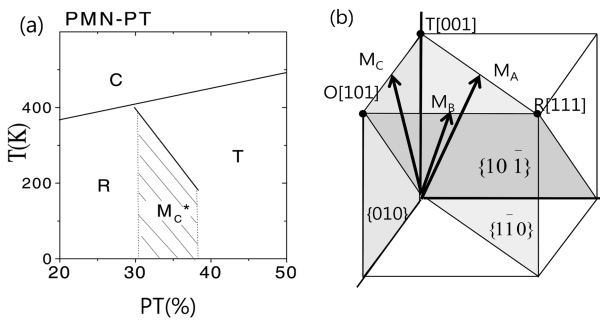 (a) PMN-PT
C
T
R
M_C*
T(K)
600
400
200
0
20
30
40
50
PT(%)
(b)
T[001]
M_C
M_A
O[101]
M_B
R[111]
{10 1̄}
{010}
{1̄10}